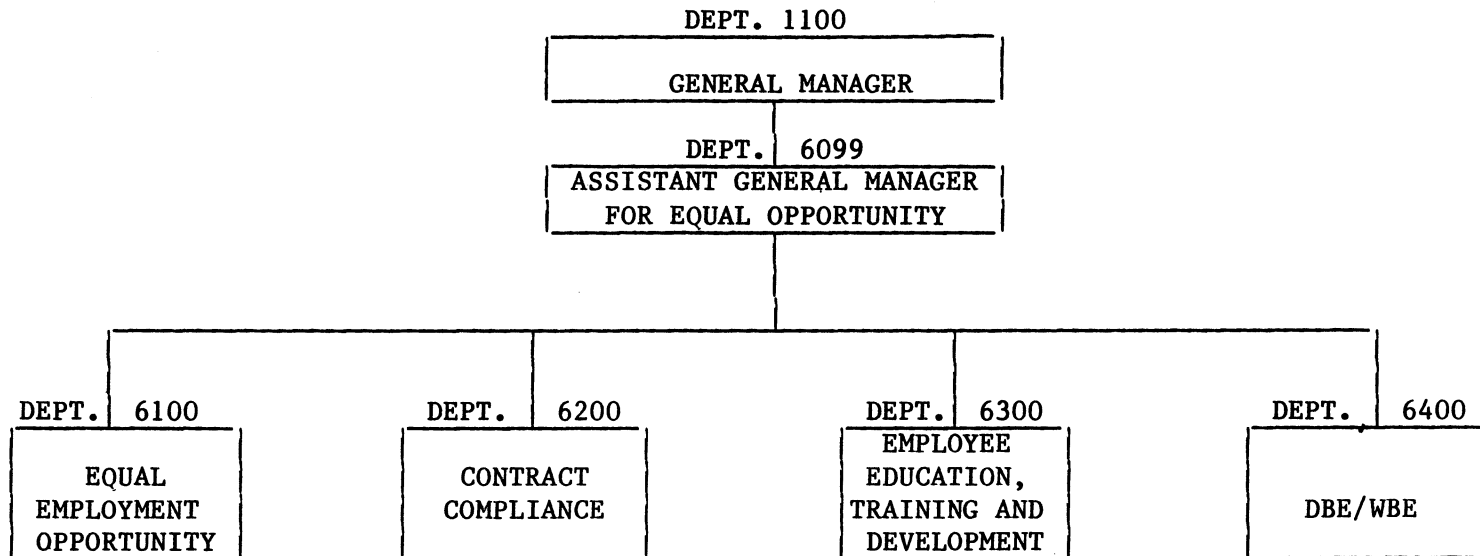 DEPT. 1100
GENERAL MANAGER
DEPT. 6099
ASSISTANT GENERAL MANAGER
FOR EQUAL OPPORTUNITY
DEPT. 6100
EQUAL
EMPLOYMENT
OPPORTUNITY
DEPT. 6200
CONTRACT
COMPLIANCE
DEPT. 6300
EMPLOYEE
EDUCATION,
TRAINING AND
DEVELOPMENT
DEPT. 6400
DBE/WBE